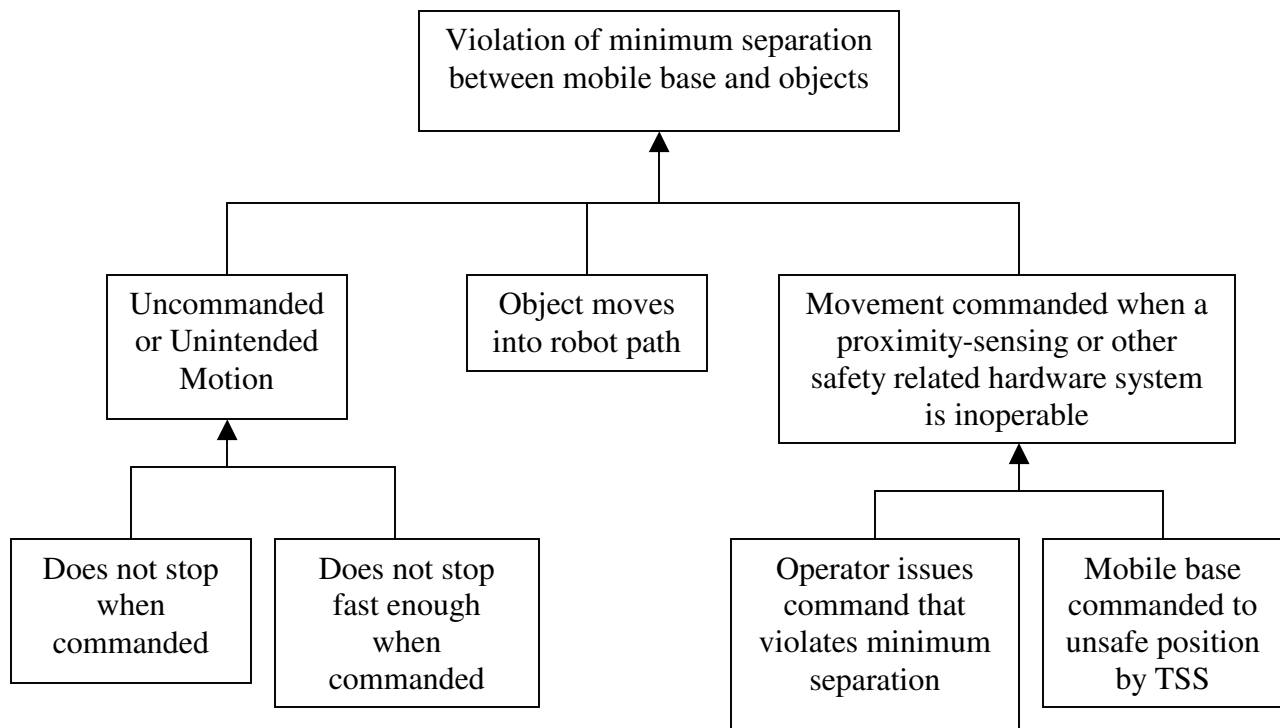 Violation of minimum separation
between mobile base and objects
Uncommanded
or Unintended
Motion
Object moves
into robot path
Movement commanded when a
proximity-sensing or other
safety related hardware system
is inoperable
Does not stop
when
commanded
Does not stop
fast enough
when
commanded
Operator issues
command that
violates minimum
separation
Mobile base
commanded to
unsafe position
by TSS